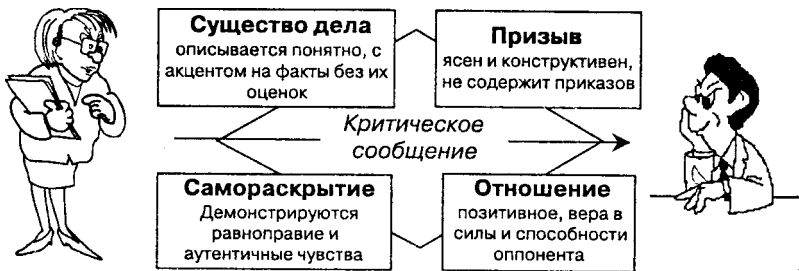 Существо дела
описывается понятно, с
акцентом на факты без их
оценок
Призыв
ясен и конструктивен,
не содержит приказов
Критическое
сообщение
Самораскрытие
Демонстрируются
равноправие и
аутентичные чувства
Отношение
позитивное, вера в
силы и способности
оппонента